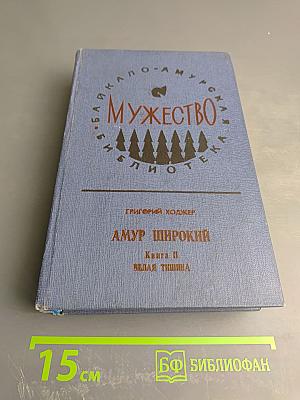 БАЙКАЛО-АМУРСКАЯ
МУЖЕСТВО
БИБЛИОТЕКА
ГРИГОРИЙ ХОДЖЕР
АМУР ШИРОКИЙ
Книга II
БЕЛАЯ ТИШИНА
15 см
БФ БИБЛИОФАН